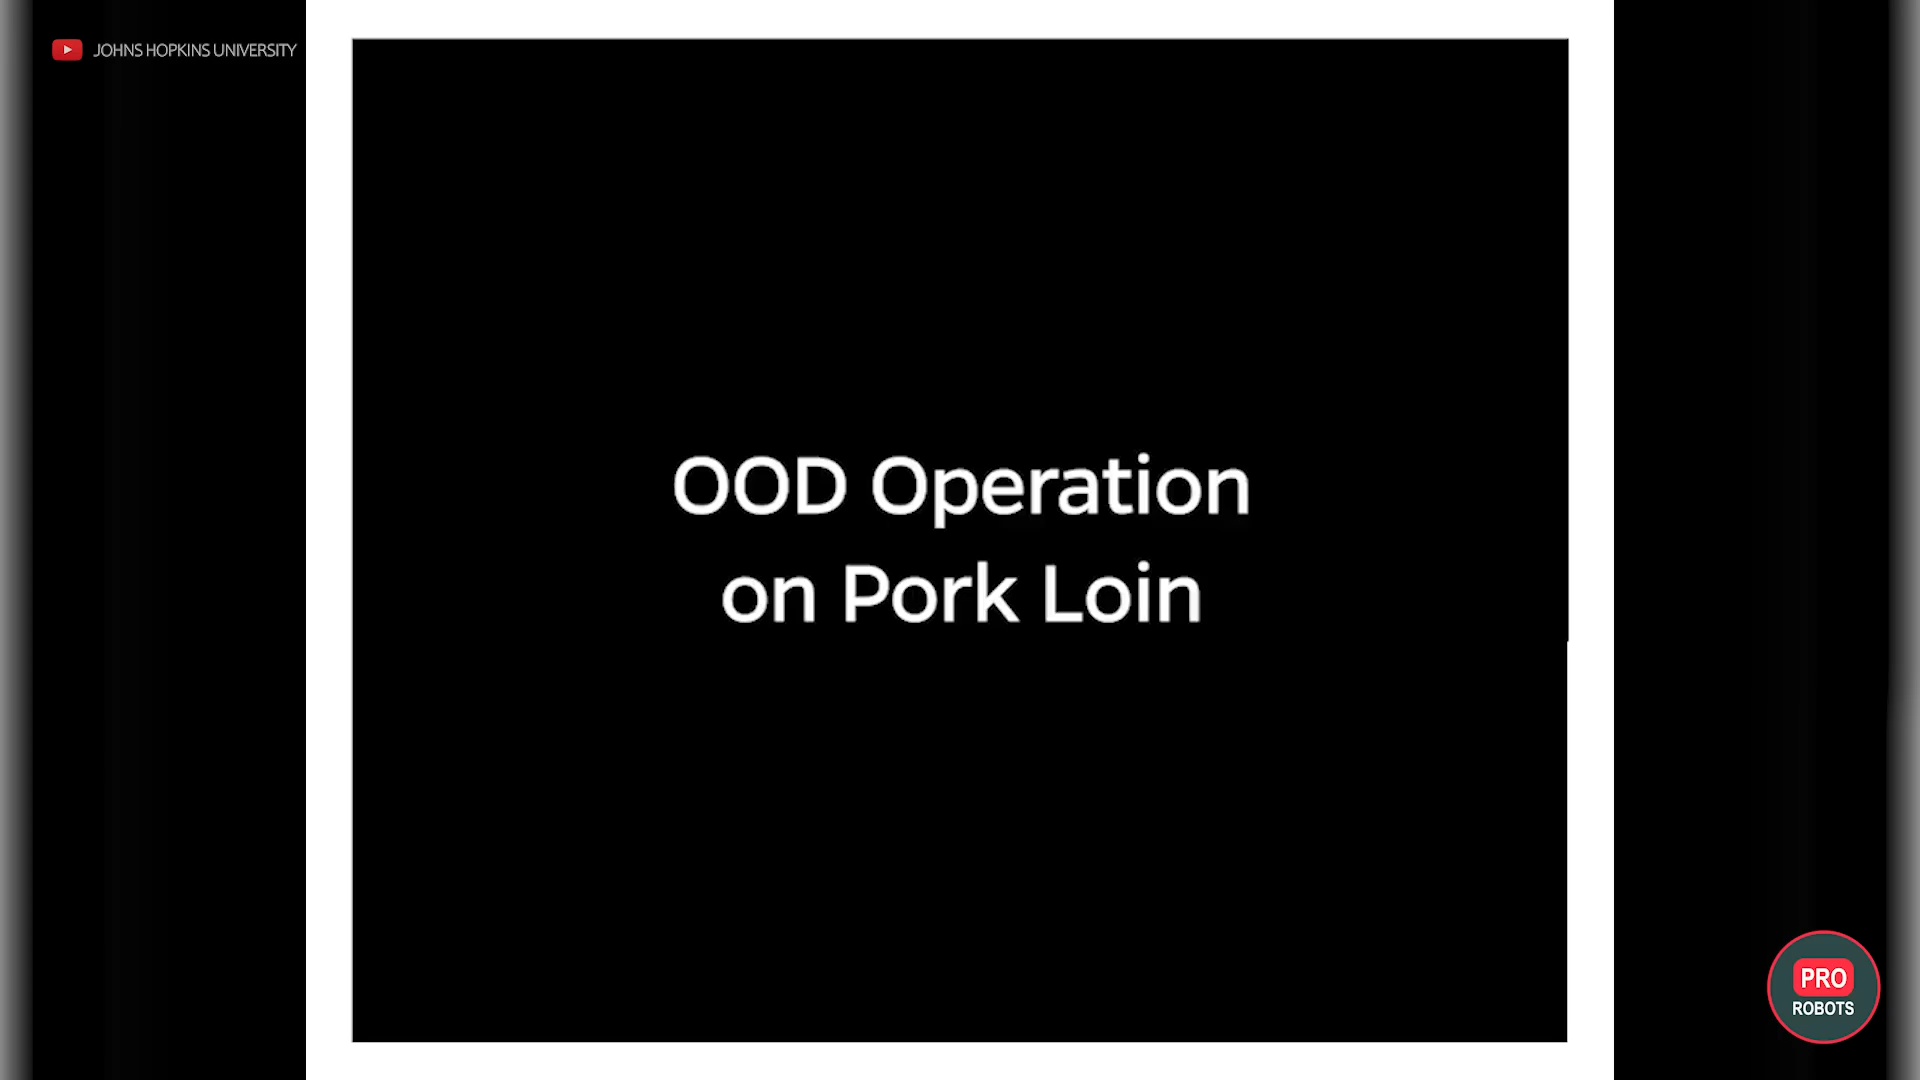 JOHNS HOPKINS UNIVERSITY
OOD Operation
on Pork Loin
PRO
ROBOTS